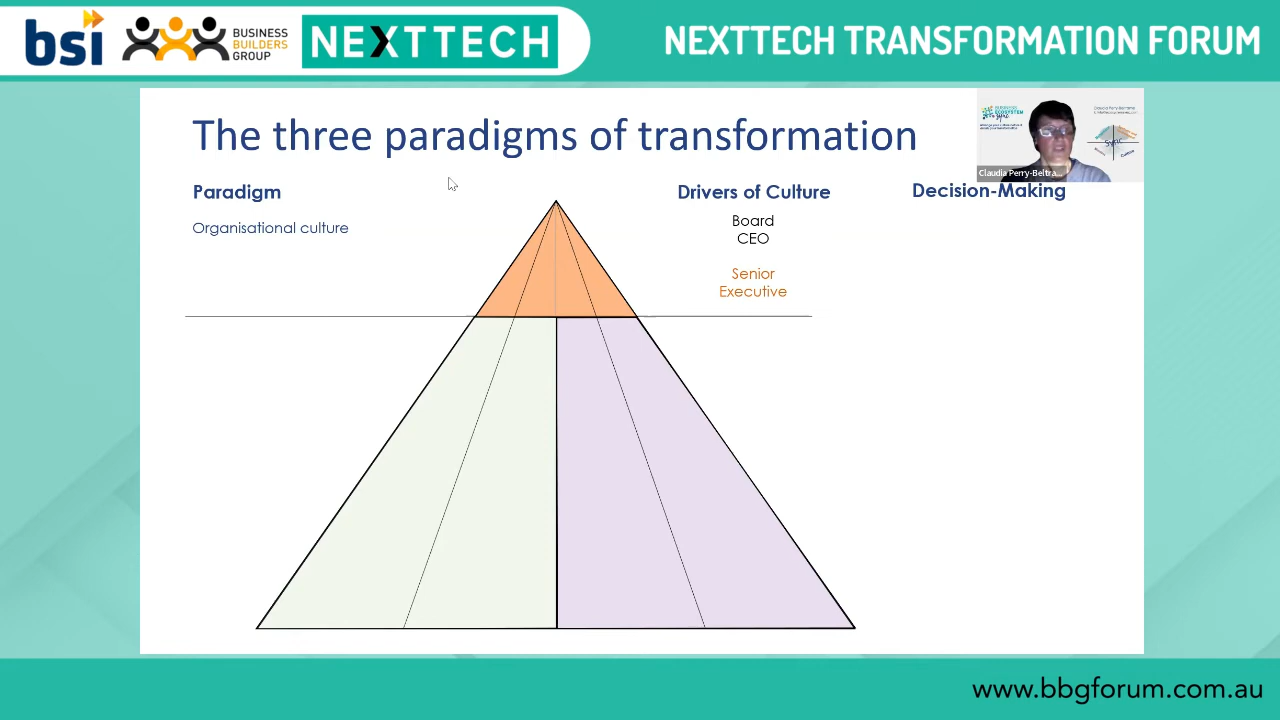 bsi
BUSINESS
BUILDERS
GROUP
NEXTTECH
NEXTTECH TRANSFORMATION FORUM
The three paradigms of transformation
Claudia Perry-Beltra...
Paradigm
Drivers of Culture
Decision-Making
Organisational culture
Board
CEO
Senior
Executive
www.bbgforum.com.au